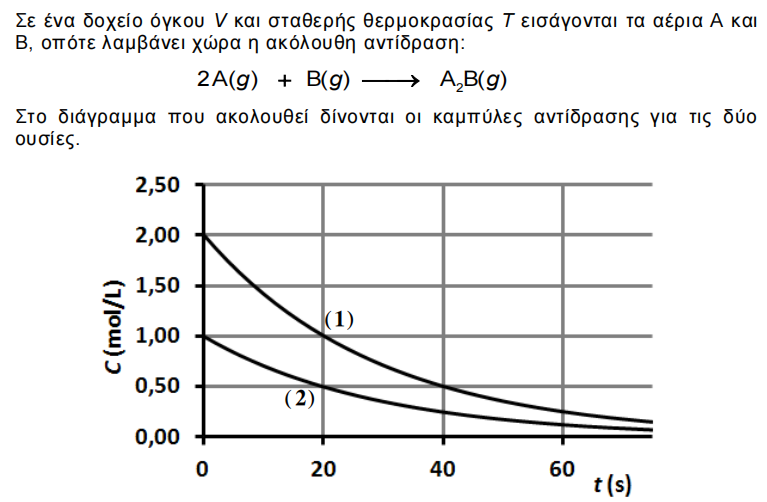 Σε ένα δοχείο όγκου V και σταθερής θερμοκρασίας T εισάγονται τα αέρια Α και
Β, οπότε λαμβάνει χώρα η ακόλουθη αντίδραση:
2A(g) + B(g) ⟶ A₂B(g)
Στο διάγραμμα που ακολουθεί δίνονται οι καμπύλες αντίδρασης για τις δύο
ουσίες.
2,50
2,00
1,50
1,00
0,50
0,00
C (mol/L)
(1)
(2)
0 20 40 60
t (s)